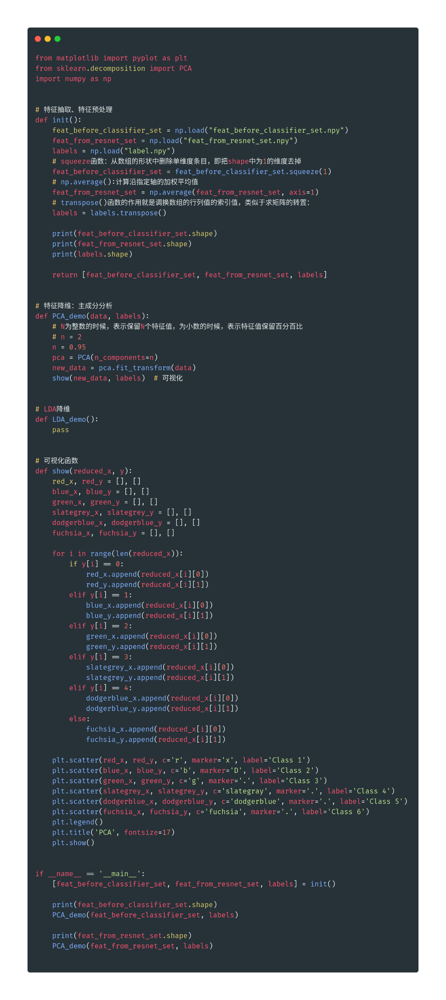 from matplotlib import pyplot as plt
from sklearn.decomposition import PCA
import numpy as np
# 特征抽取、特征预处理
def init():
    feat_before_classifier_set = np.load("feat_before_classifier_set.npy")
    feat_from_resnet_set = np.load("feat_from_resnet_set.npy")
    labels = np.load("label.npy")
    # squeeze函数：从数组的形状中删除单维度条目，即把shape中为1的维度去掉
    feat_before_classifier_set = feat_before_classifier_set.squeeze(1)
    # np.average():计算沿指定轴的加权平均值
    feat_from_resnet_set = np.average(feat_from_resnet_set, axis=1)
    # transpose()函数的作用就是调换数组的行列值的索引值，类似于求矩阵的转置：
    labels = labels.transpose()
    print(feat_before_classifier_set.shape)
    print(feat_from_resnet_set.shape)
    print(labels.shape)
    return [feat_before_classifier_set, feat_from_resnet_set, labels]
# 特征降维：主成分分析
def PCA_demo(data, labels):
    # N为整数的时候，表示保留N个特征值，为小数的时候，表示特征值保留百分百比
    # n = 2
    n = 0.95
    pca = PCA(n_components=n)
    new_data = pca.fit_transform(data)
    show(new_data, labels)  # 可视化
# LDA降维
def LDA_demo():
    pass
# 可视化函数
def show(reduced_x, y):
    red_x, red_y = [], []
    blue_x, blue_y = [], []
    green_x, green_y = [], []
    slategrey_x, slategrey_y = [], []
    dodgerblue_x, dodgerblue_y = [], []
    fuchsia_x, fuchsia_y = [], []
    for i in range(len(reduced_x)):
        if y[i] == 0:
            red_x.append(reduced_x[i][0])
            red_y.append(reduced_x[i][1])
        elif y[i] == 1:
            blue_x.append(reduced_x[i][0])
            blue_y.append(reduced_x[i][1])
        elif y[i] == 2:
            green_x.append(reduced_x[i][0])
            green_y.append(reduced_x[i][1])
        elif y[i] == 3:
            slategrey_x.append(reduced_x[i][0])
            slategrey_y.append(reduced_x[i][1])
        elif y[i] == 4:
            dodgerblue_x.append(reduced_x[i][0])
            dodgerblue_y.append(reduced_x[i][1])
        else:
            fuchsia_x.append(reduced_x[i][0])
            fuchsia_y.append(reduced_x[i][1])
    plt.scatter(red_x, red_y, c='r', marker='x', label='Class 1')
    plt.scatter(blue_x, blue_y, c='b', marker='D', label='Class 2')
    plt.scatter(green_x, green_y, c='g', marker='.', label='Class 3')
    plt.scatter(slategrey_x, slategrey_y, c='slategray', marker='.', label='Class 4')
    plt.scatter(dodgerblue_x, dodgerblue_y, c='dodgerblue', marker='.', label='Class 5')
    plt.scatter(fuchsia_x, fuchsia_y, c='fuchsia', marker='.', label='Class 6')
    plt.legend()
    plt.title('PCA', fontsize=17)
    plt.show()
if __name__ == '__main__':
    [feat_before_classifier_set, feat_from_resnet_set, labels] = init()
    print(feat_before_classifier_set.shape)
    PCA_demo(feat_before_classifier_set, labels)
    print(feat_from_resnet_set.shape)
    PCA_demo(feat_from_resnet_set, labels)